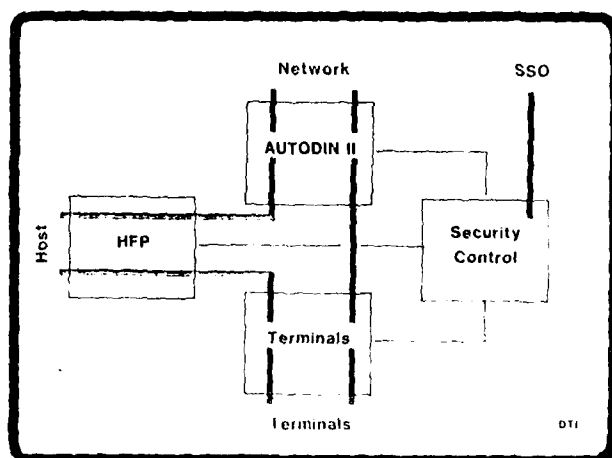 Network
SSO
AUTODIN II
Host
HFP
Security
Control
Terminals
Terminals
DTI